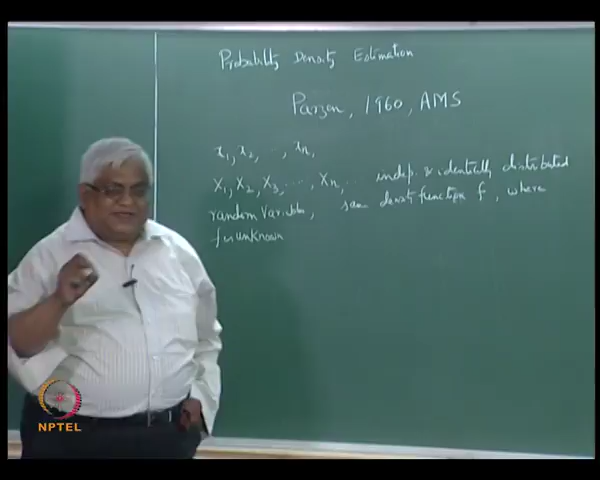 Probability Density Estimation
Parzen, 1960, AMS
x₁, x₂, ..., xₙ,
X₁, X₂, X₃, ...., Xₙ, ... indep. & identically distributed
random variables, same density function f, where
f is unknown
NPTEL